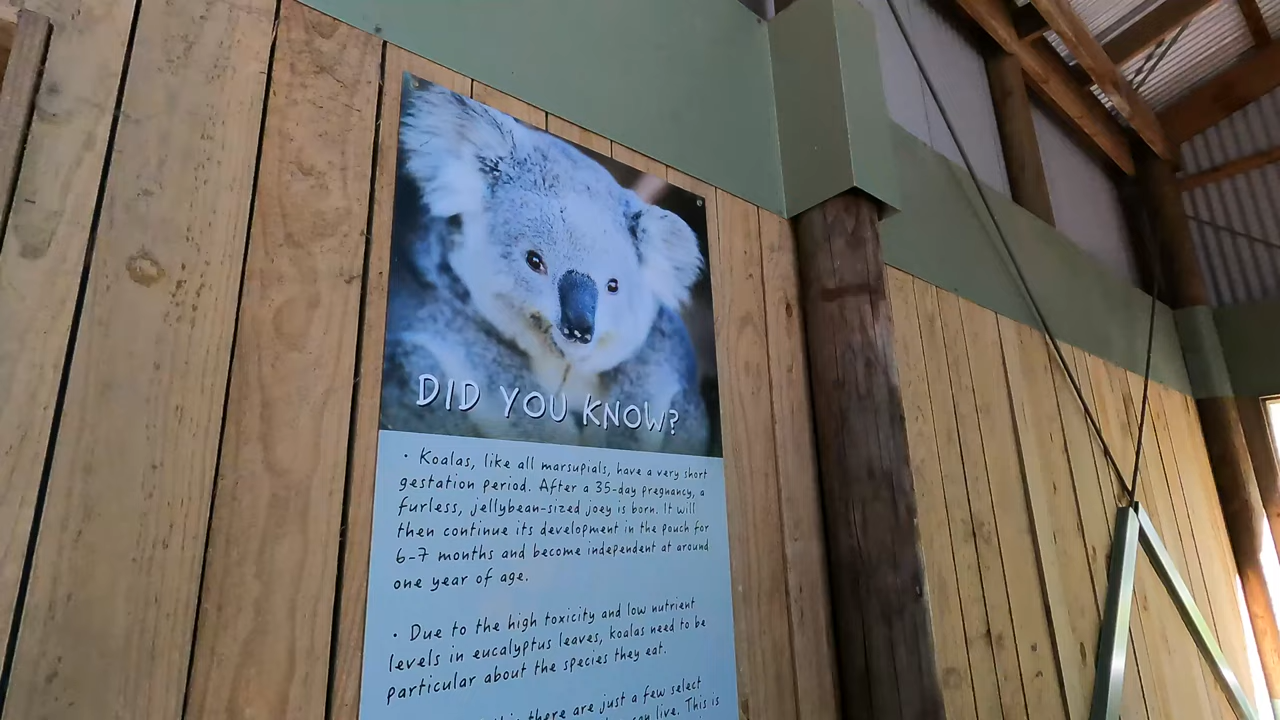 DID YOU KNOW?
• Koalas, like all marsupials, have a very short
gestation period. After a 35-day pregnancy, a
furless, jellybean-sized joey is born. It will
then continue its development in the pouch for
6-7 months and become independent at around
one year of age.
• Due to the high toxicity and low nutrient
levels in eucalyptus leaves, koalas need to be
particular about the species they eat.
there are just a few select
can live. This is